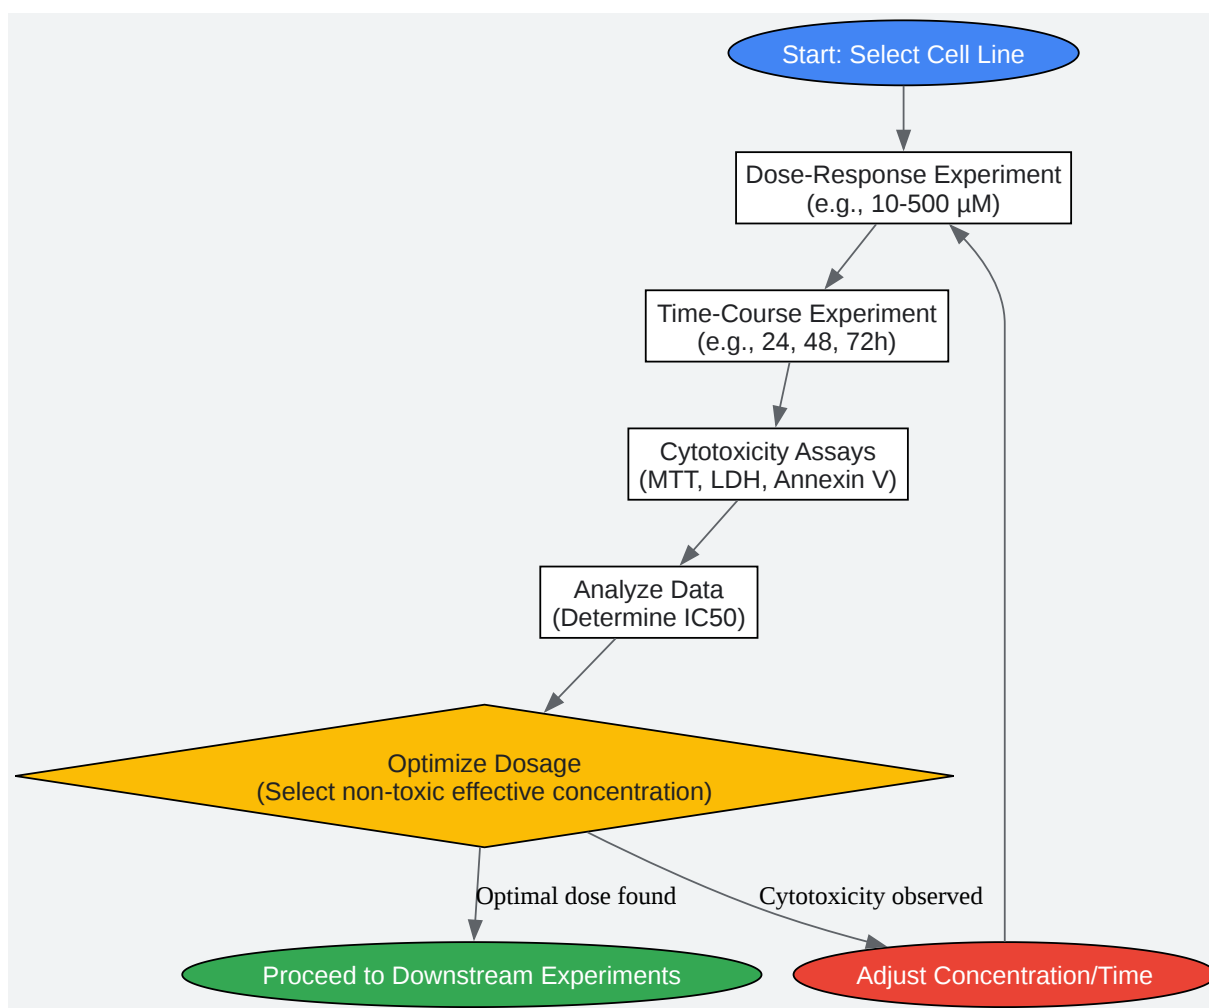 Start: Select Cell Line
Dose-Response Experiment
(e.g., 10-500 µM)
Time-Course Experiment
(e.g., 24, 48, 72h)
Cytotoxicity Assays
(MTT, LDH, Annexin V)
Analyze Data
(Determine IC50)
Optimize Dosage
(Select non-toxic effective concentration)
Optimal dose found
Cytotoxicity observed
Proceed to Downstream Experiments
Adjust Concentration/Time